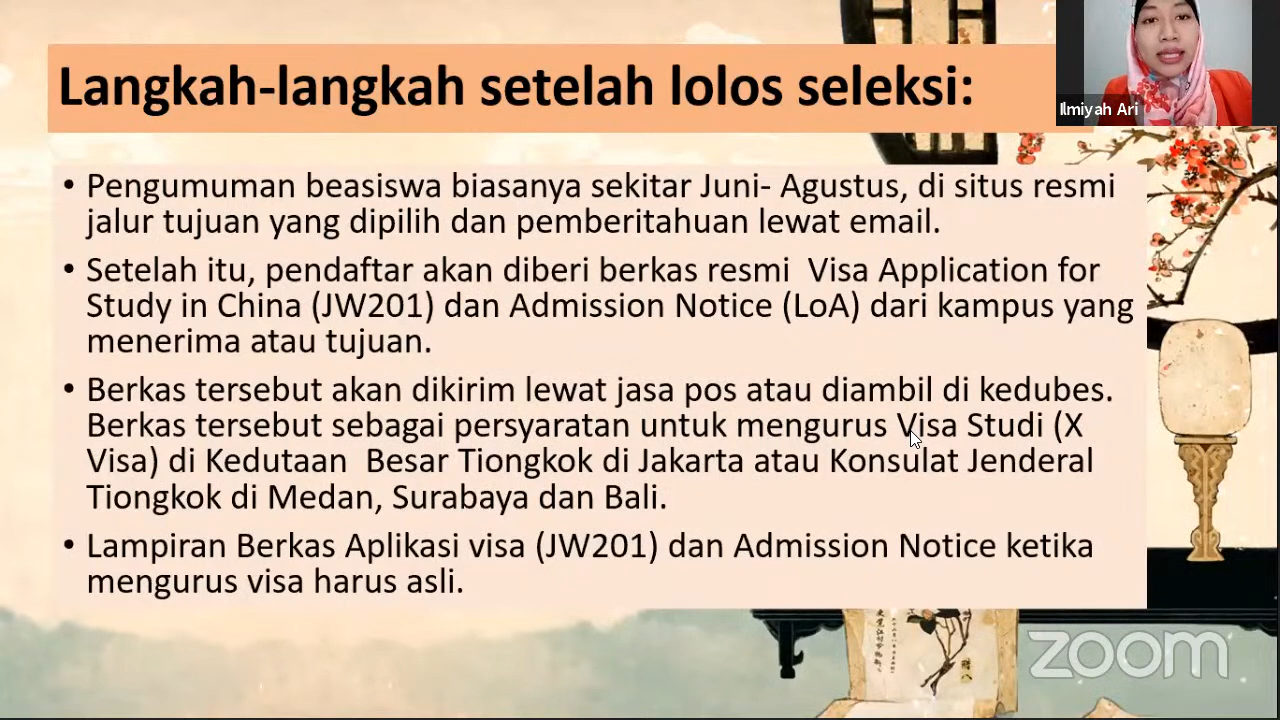 Langkah-langkah setelah lolos seleksi:
Ilmiyah Ari
• Pengumuman beasiswa biasanya sekitar Juni- Agustus, di situs resmi
jalur tujuan yang dipilih dan pemberitahuan lewat email.
• Setelah itu, pendaftar akan diberi berkas resmi  Visa Application for
Study in China (JW201) dan Admission Notice (LoA) dari kampus yang
menerima atau tujuan.
• Berkas tersebut akan dikirim lewat jasa pos atau diambil di kedubes.
Berkas tersebut sebagai persyaratan untuk mengurus Visa Studi (X
Visa) di Kedutaan  Besar Tiongkok di Jakarta atau Konsulat Jenderal
Tiongkok di Medan, Surabaya dan Bali.
• Lampiran Berkas Aplikasi visa (JW201) dan Admission Notice ketika
mengurus visa harus asli.
zoom